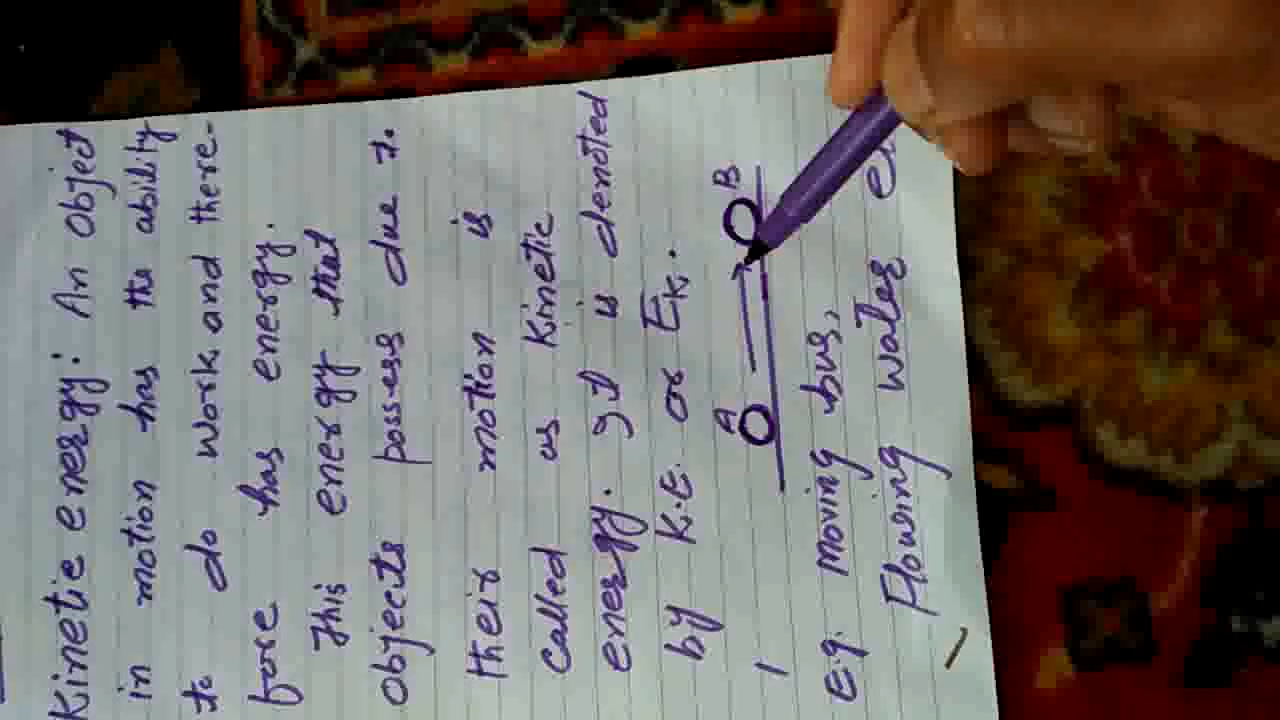 Kinetic energy: An object
in motion has the ability
to do work and there-
fore has energy.
This energy that
objects possess due to
their motion is
called as kinetic
energy. It is denoted
by K.E. or Ek.
A B
E.g. Moving bus,
Flowing water